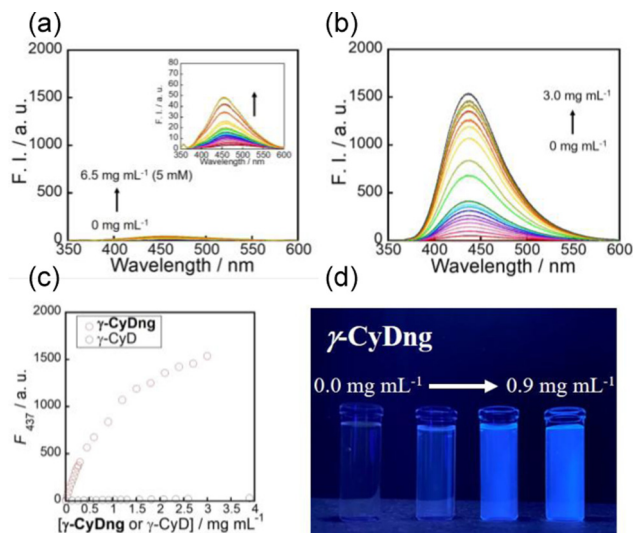 (a)
2000
1500
1000
500
0
F. I. / a. u.
80
70
60
50
40
30
20
10
0
F. I. / a. u.
350 400 450 500 550 600
Wavelength / nm
6.5 mg mL⁻¹ (5 mM)
0 mg mL⁻¹
350 400 450 500 550 600
Wavelength / nm
(b)
2000
1500
1000
500
0
F. I. / a. u.
3.0 mg mL⁻¹
0 mg mL⁻¹
350 400 450 500 550 600
Wavelength / nm
(c)
2000
1500
1000
500
0
F₄₃₇ / a. u.
γ-CyDng
γ-CyD
0 0.5 1 1.5 2 2.5 3 3.5 4
[γ-CyDng or γ-CyD] / mg mL⁻¹
(d)
γ-CyDng
0.0 mg mL⁻¹
0.9 mg mL⁻¹